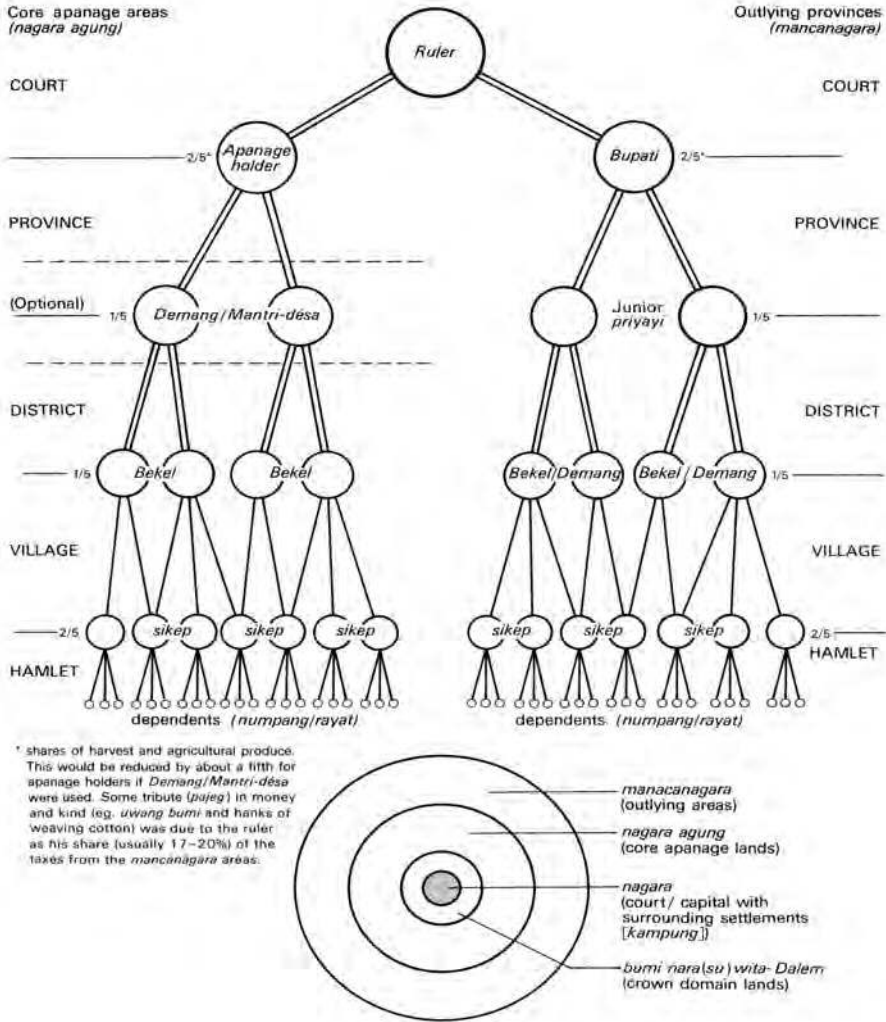 Core apanage areas
(nagara agung)
Outlying provinces
(mancanagara)
Ruler
COURT
COURT
2/5*
Apanage
holder
Bupati
2/5*
PROVINCE
PROVINCE
(Optional)
1/5
Demang/Mantri-désa
Junior
priyayi
1/5
DISTRICT
DISTRICT
1/5
Bekel
Bekel
Bekel/Demang
Bekel/Demang
1/5
VILLAGE
VILLAGE
2/5
sikep
sikep
sikep
sikep
sikep
sikep
2/5
HAMLET
HAMLET
dependents (numpang/rayat)
dependents (numpang/rayat)
* shares of harvest and agricultural produce.
This would be reduced by about a fifth for
apanage holders if Demang/Mantri-désa
were used. Some tribute (pajeg) in money
and kind (eg. uwang bumi and hanks of
weaving cotton) was due to the ruler
as his share (usually 17–20%) of the
taxes from the mancanagara areas.
manacanagara
(outlying areas)
nagara agung
(core apanage lands)
nagara
(court/ capital with
surrounding settlements
[kampung])
bumi nara(su) wita-Dalem
(crown domain lands)